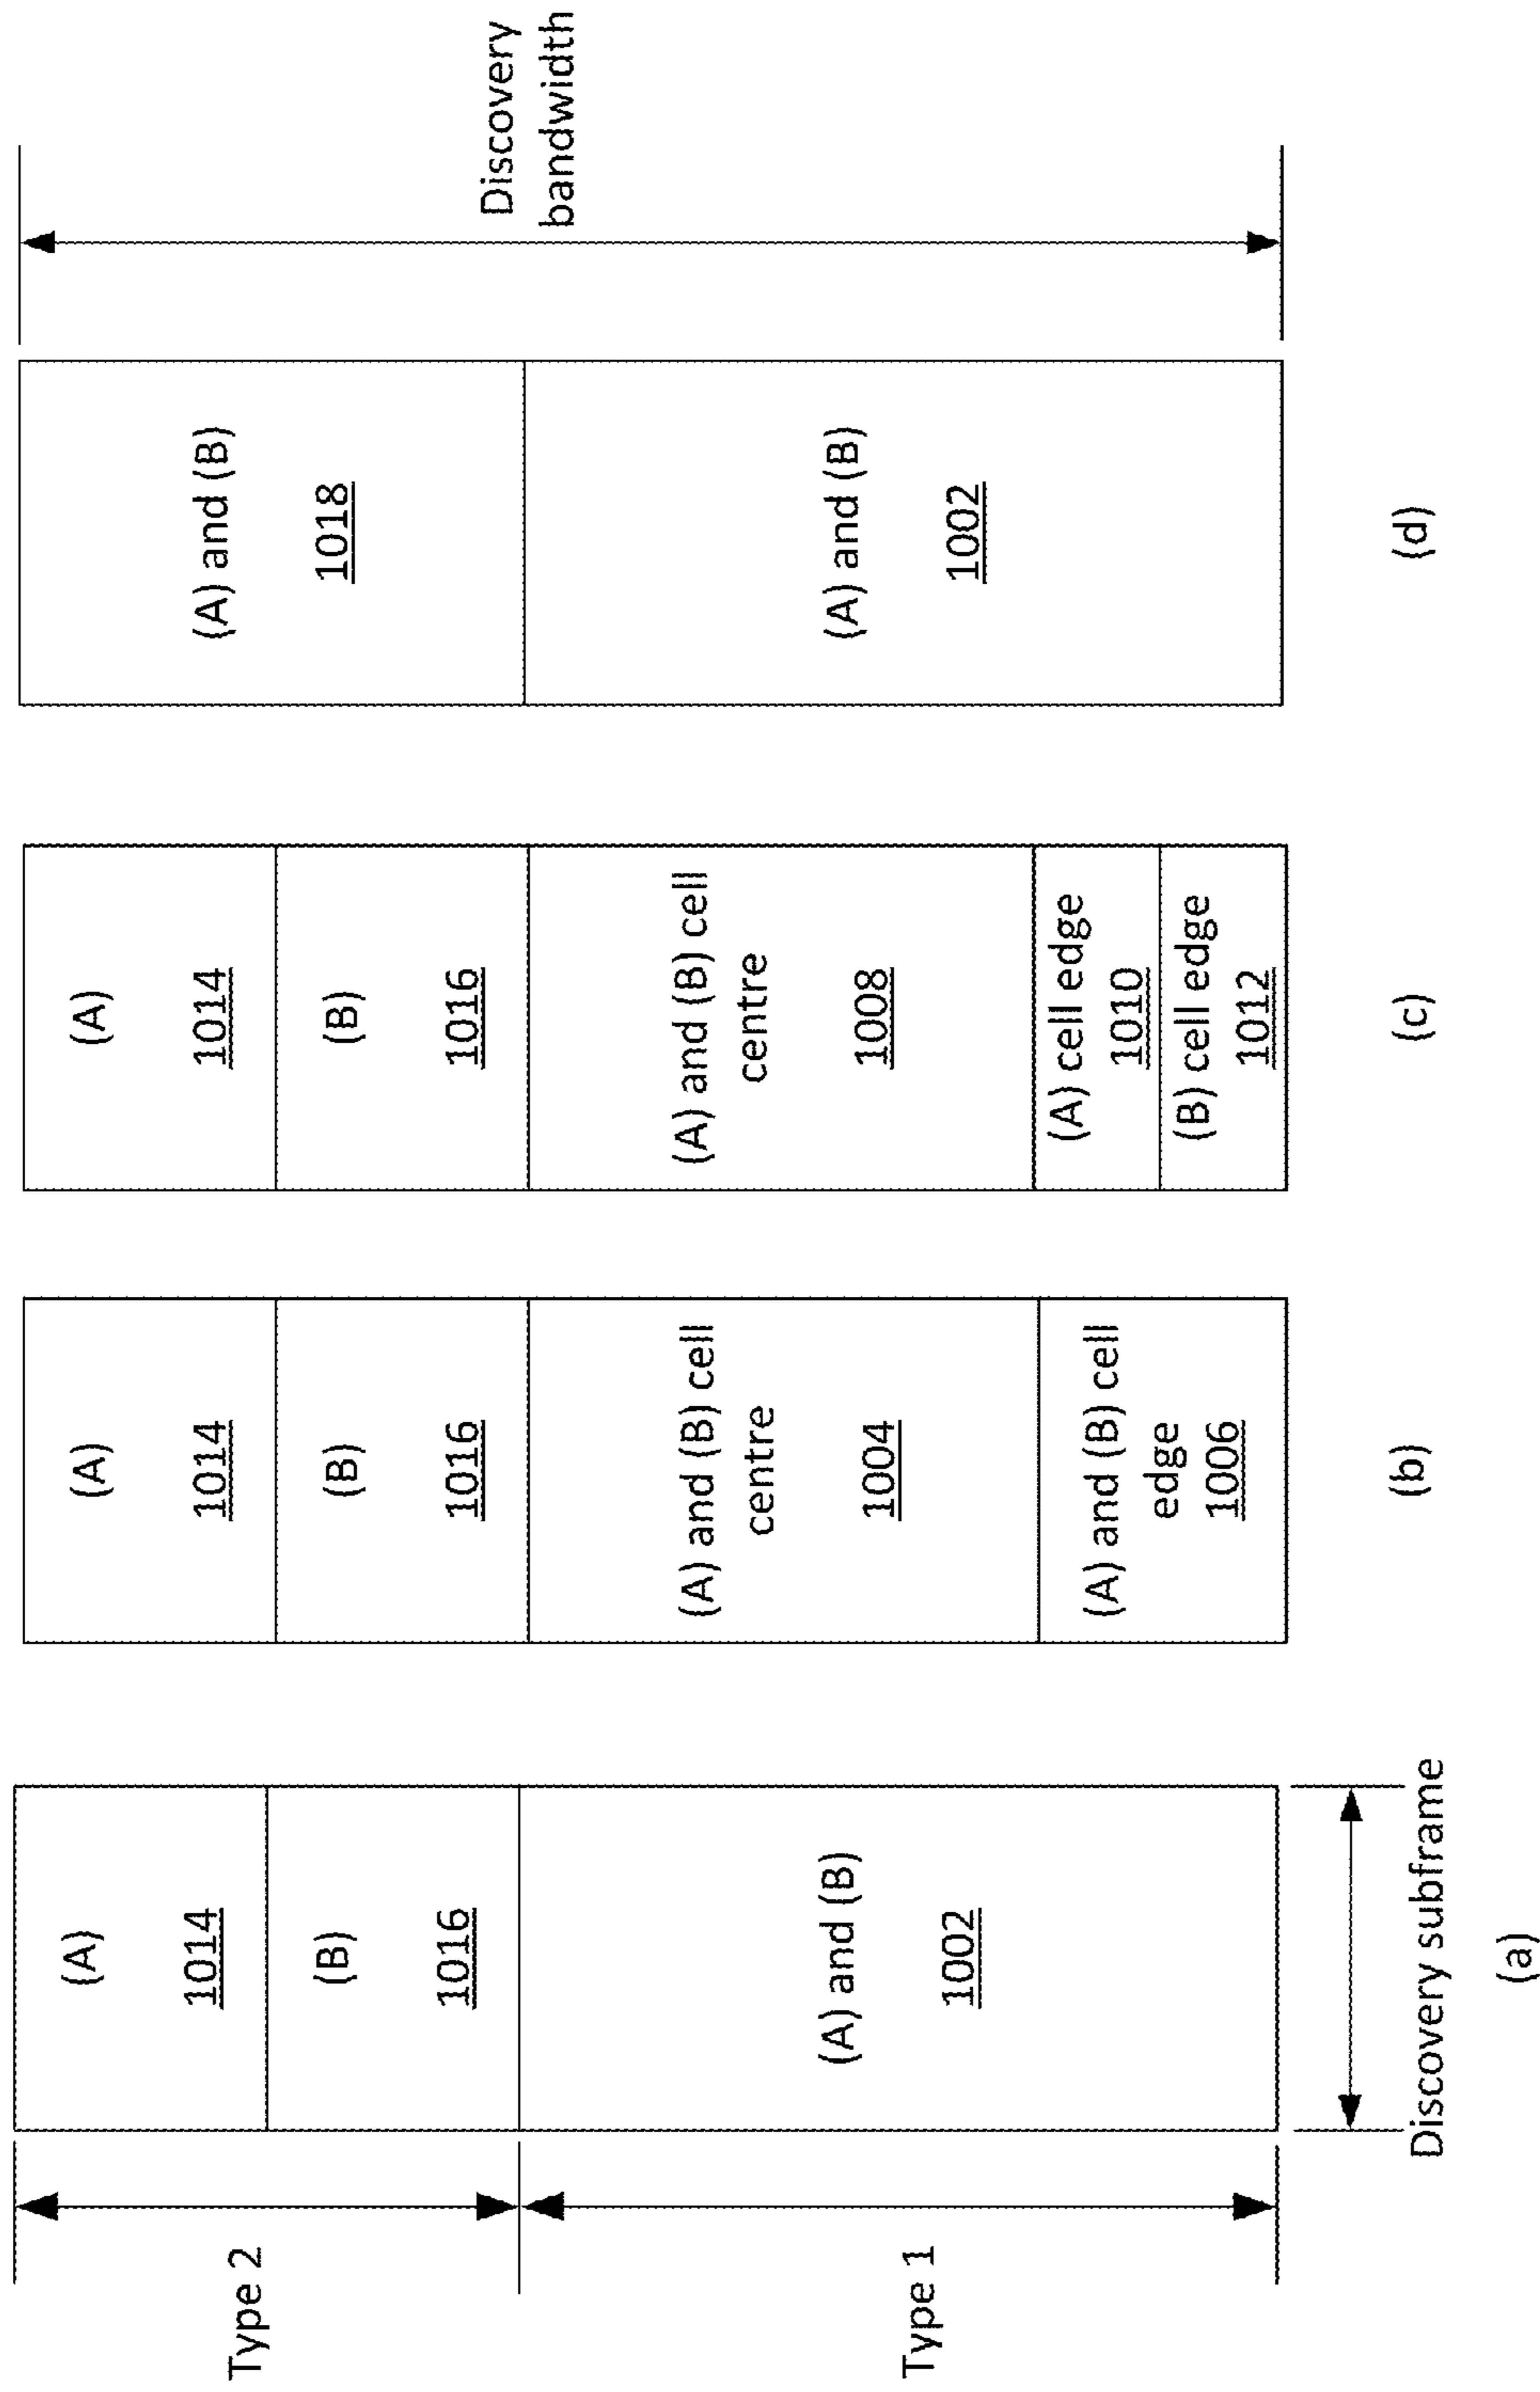 Type 2
Type 1
(A)
1014
(B)
1016
(A) and (B)
1002
Discovery subframe
(a)
(A)
1014
(B)
1016
(A) and (B) cell
centre
1004
(A) and (B) cell
edge
1006
(b)
(A)
1014
(B)
1016
(A) and (B) cell
centre
1008
(A) cell edge
1010
(B) cell edge
1012
(c)
(A) and (B)
1018
(A) and (B)
1002
(d)
Discovery
bandwidth